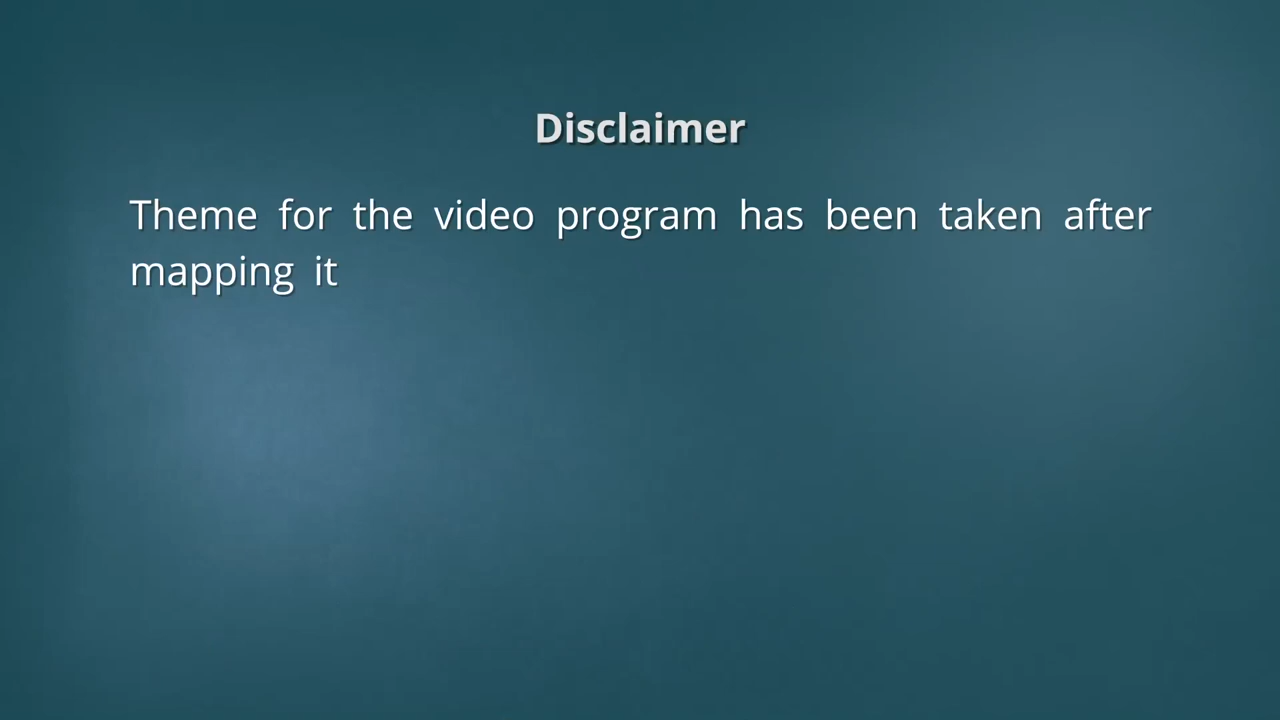 Disclaimer
Theme for the video program has been taken after
mapping it